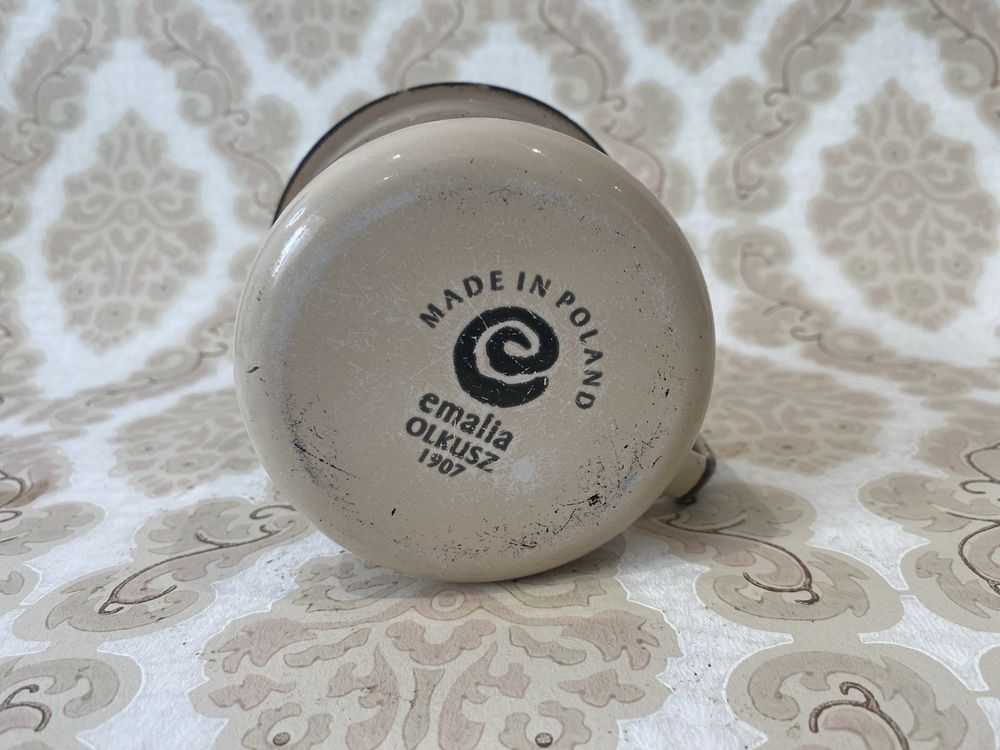 MADE IN POLAND
emalia
OLKUSZ
1907